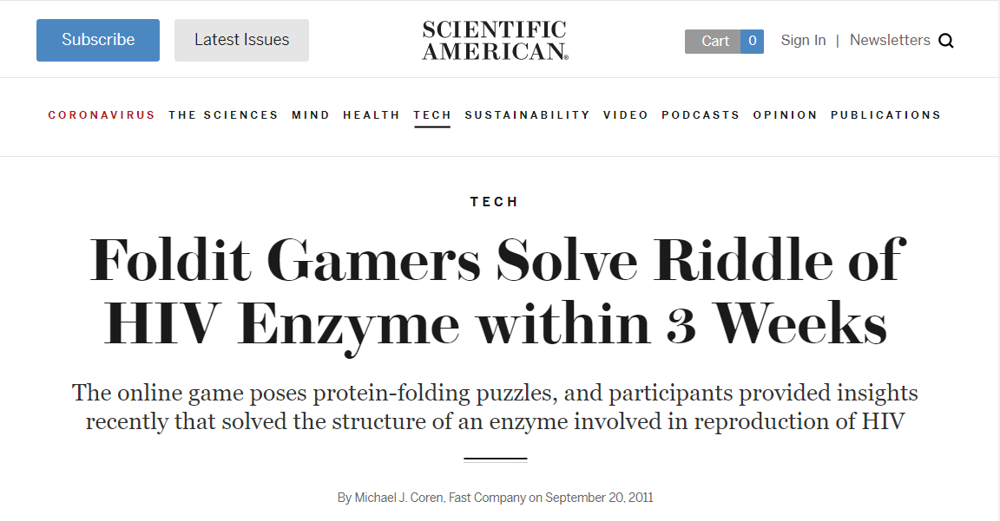 Subscribe
Latest Issues
SCIENTIFIC
AMERICAN®
Cart 0
Sign In | Newsletters
CORONAVIRUS THE SCIENCES MIND HEALTH TECH SUSTAINABILITY VIDEO PODCASTS OPINION PUBLICATIONS
TECH
Foldit Gamers Solve Riddle of
HIV Enzyme within 3 Weeks
The online game poses protein-folding puzzles, and participants provided insights
recently that solved the structure of an enzyme involved in reproduction of HIV
By Michael J. Coren, Fast Company on September 20, 2011